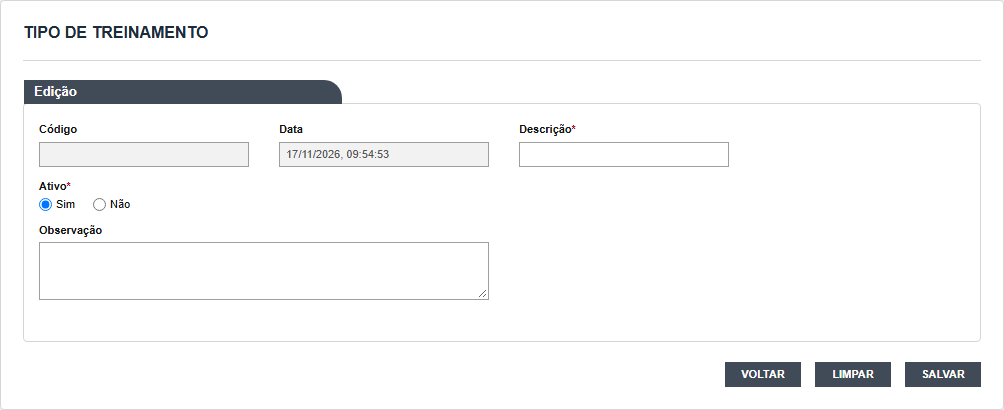 TIPO DE TREINAMENTO
Edição
Código Data Descrição*
17/11/2026, 09:54:53
Ativo*
Sim Não
Observação
VOLTAR LIMPAR SALVAR